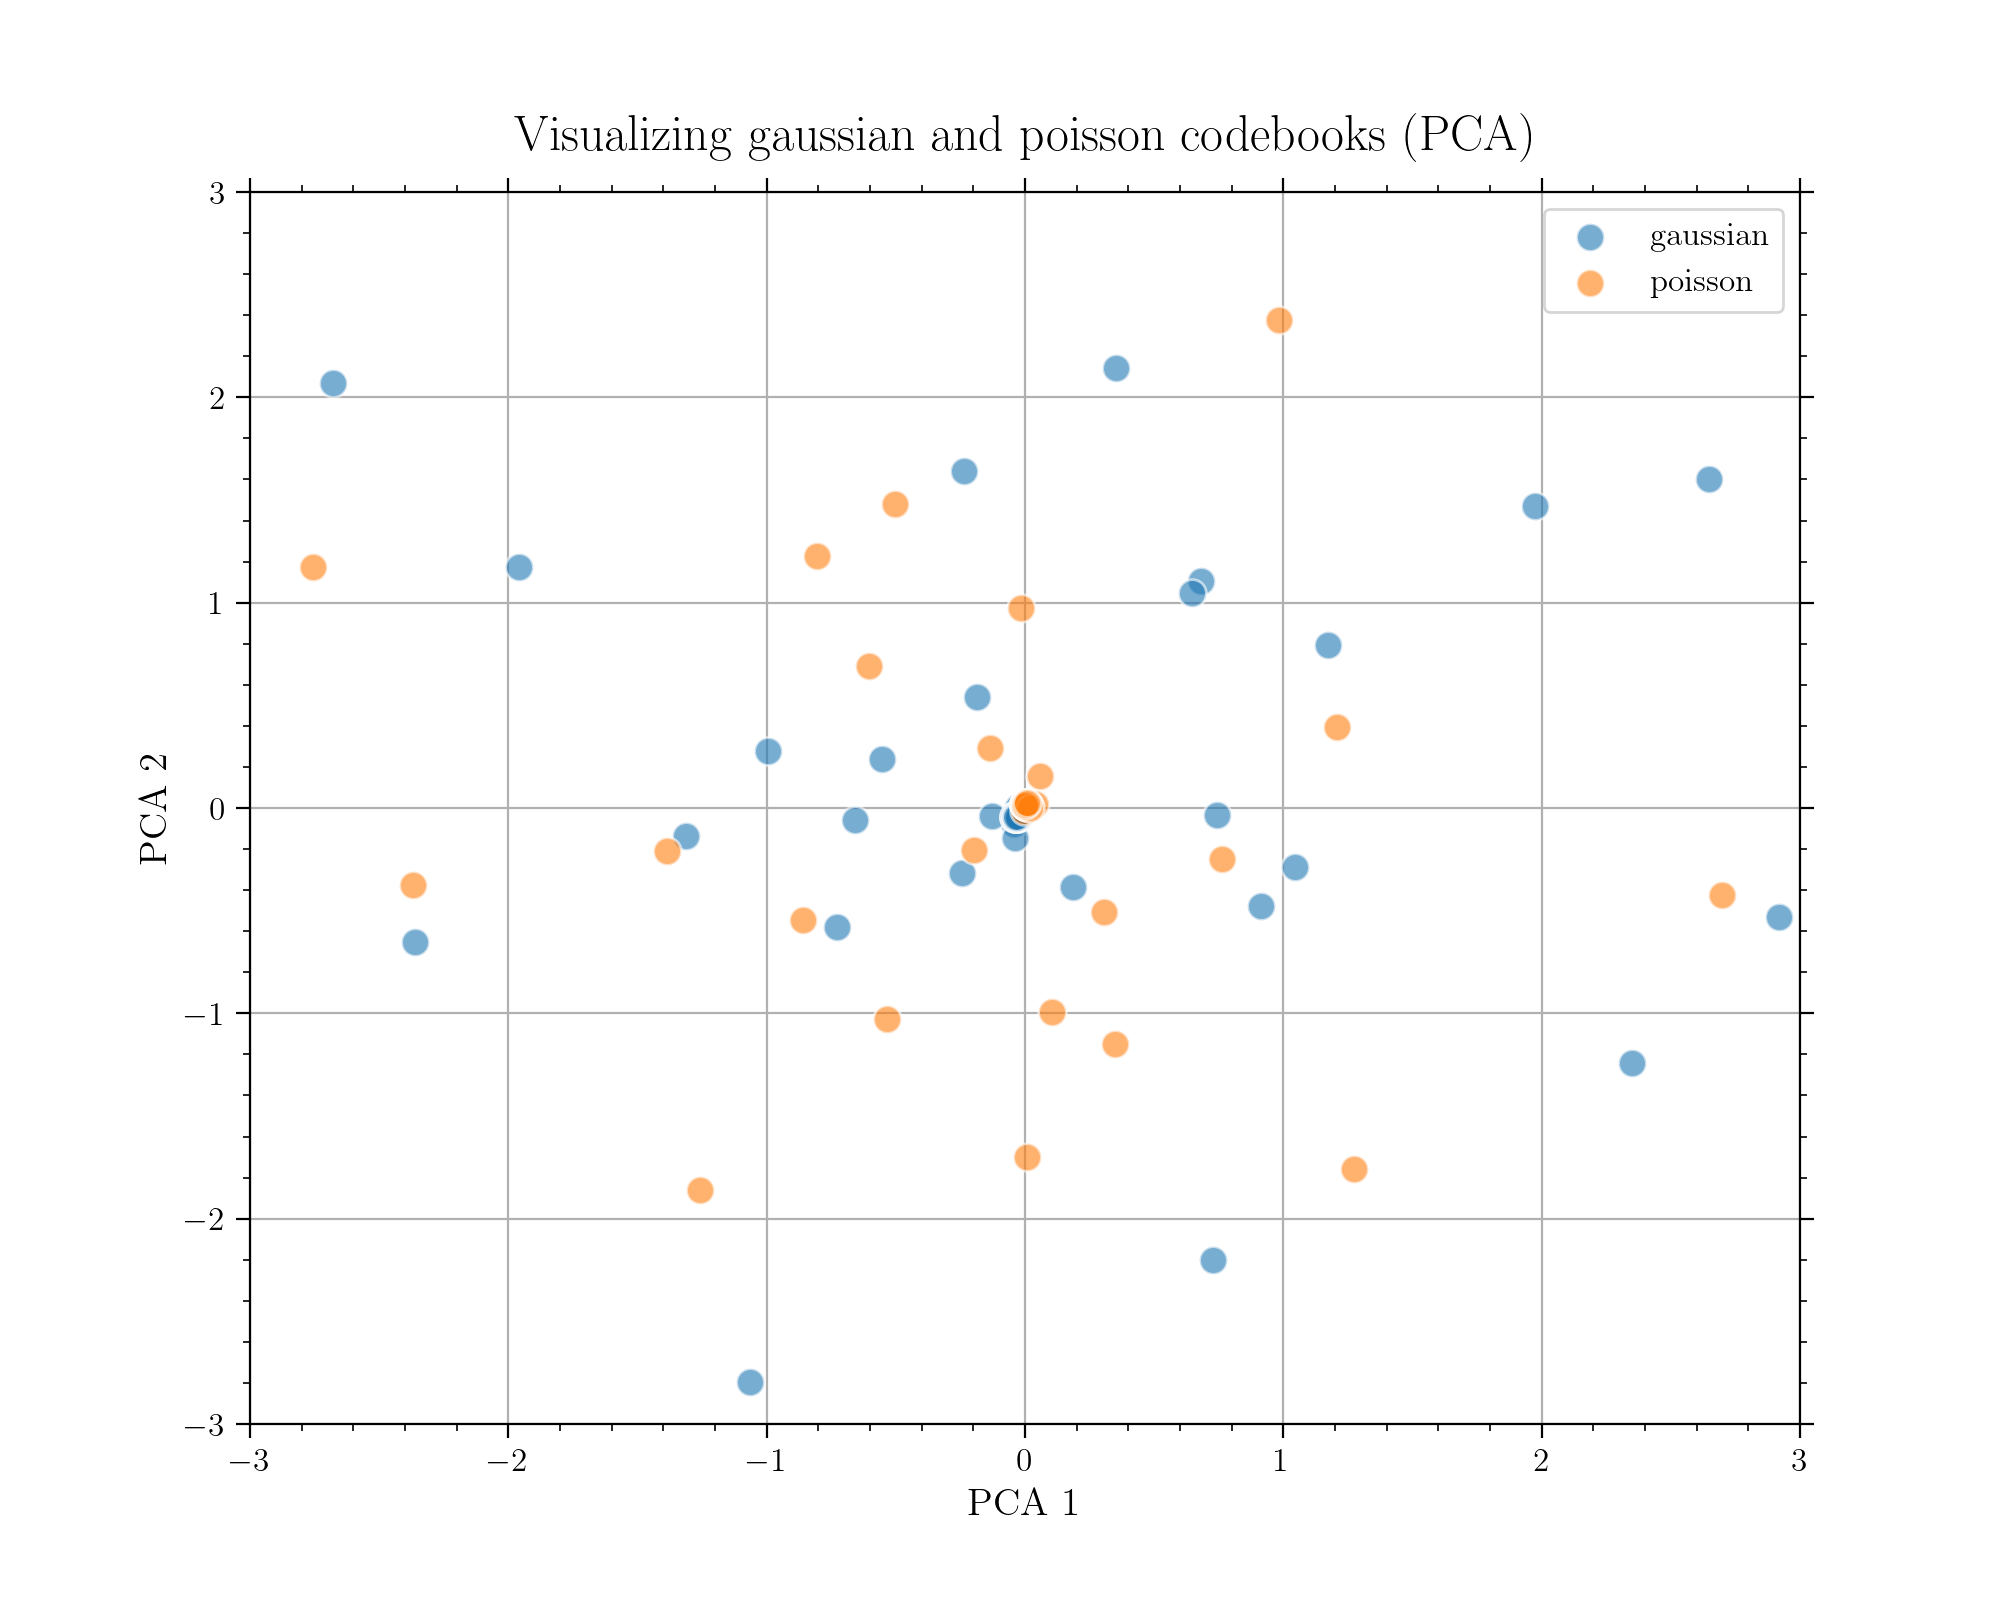 Visualizing gaussian and poisson codebooks (PCA)
gaussian
poisson
3
2
1
0
−1
−2
−3
PCA 2
−3 −2 −1 0 1 2 3
PCA 1